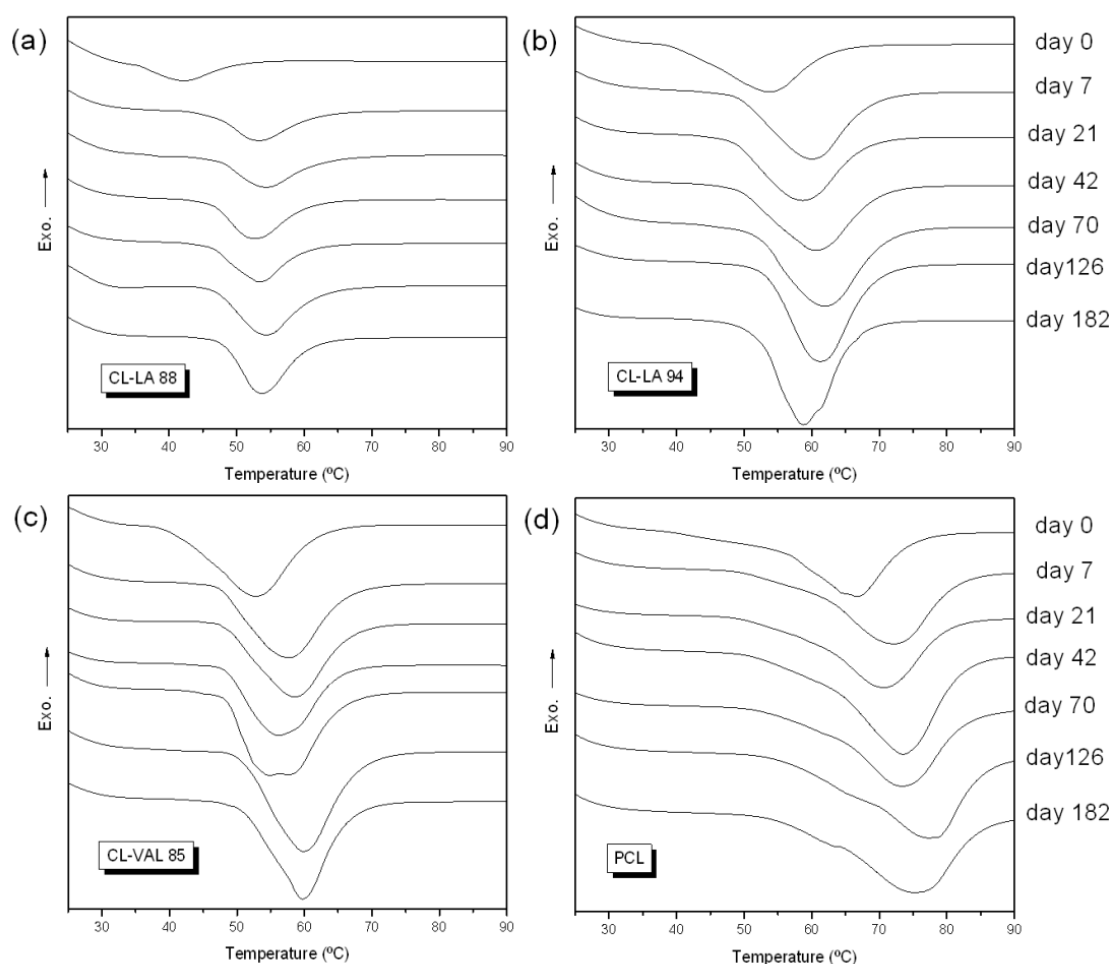 (a)
Exo.
CL-LA 88
30 40 50 60 70 80 90
Temperature (ºC)
(b)
Exo.
CL-LA 94
30 40 50 60 70 80 90
Temperature (ºC)
day 0
day 7
day 21
day 42
day 70
day126
day 182
(c)
Exo.
CL-VAL 85
30 40 50 60 70 80 90
Temperature (ºC)
(d)
Exo.
PCL
30 40 50 60 70 80 90
Temperature (ºC)
day 0
day 7
day 21
day 42
day 70
day126
day 182